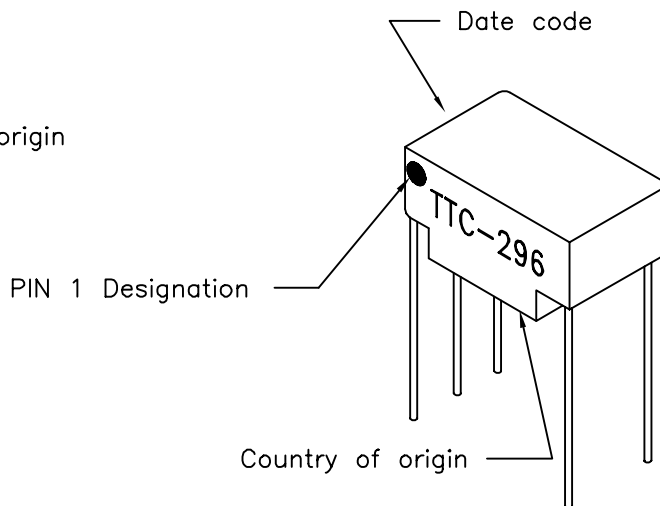 Date code
origin
TTC-296
PIN 1 Designation
Country of origin